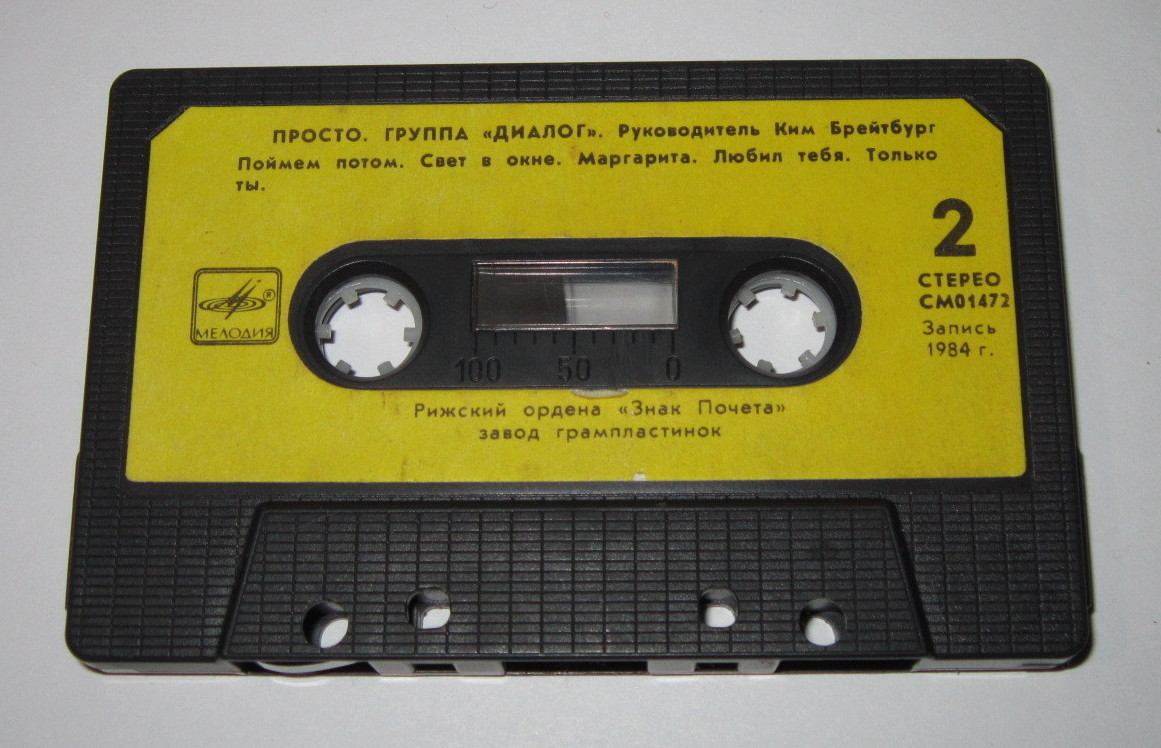 ПРОСТО. ГРУППА «ДИАЛОГ». Руководитель Ким Брейтбург
Поймем потом. Свет в окне. Маргарита. Любил тебя. Только
ты.
2
СТЕРЕО
СМ01472
Запись
1984 г.
®
МЕЛОДИЯ
100 50 0
Рижский ордена «Знак Почета»
завод грампластинок